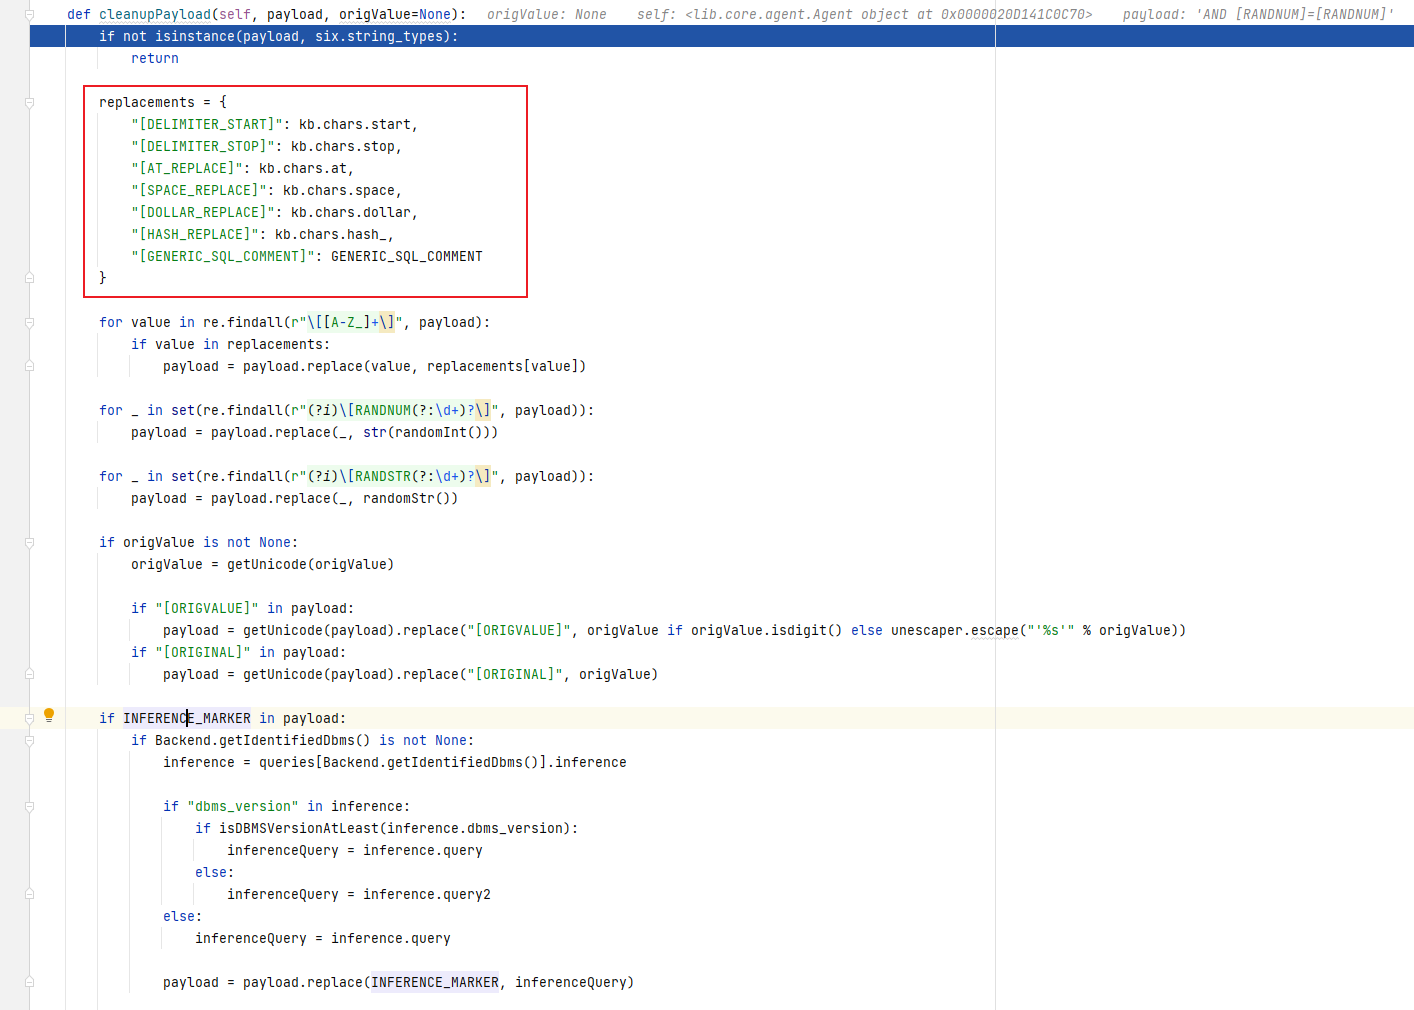 def cleanupPayload(self, payload, origValue=None):   origValue: None    self: <lib.core.agent.Agent object at 0x0000020D141C0C70>    payload: 'AND [RANDNUM]=[RANDNUM]'
    if not isinstance(payload, six.string_types):
        return

    replacements = {
        "[DELIMITER_START]": kb.chars.start,
        "[DELIMITER_STOP]": kb.chars.stop,
        "[AT_REPLACE]": kb.chars.at,
        "[SPACE_REPLACE]": kb.chars.space,
        "[DOLLAR_REPLACE]": kb.chars.dollar,
        "[HASH_REPLACE]": kb.chars.hash_,
        "[GENERIC_SQL_COMMENT]": GENERIC_SQL_COMMENT
    }

    for value in re.findall(r"\[[A-Z_]+\]", payload):
        if value in replacements:
            payload = payload.replace(value, replacements[value])

    for _ in set(re.findall(r"(?i)\[RANDNUM(?:\d+)?\]", payload)):
        payload = payload.replace(_, str(randomInt()))

    for _ in set(re.findall(r"(?i)\[RANDSTR(?:\d+)?\]", payload)):
        payload = payload.replace(_, randomStr())

    if origValue is not None:
        origValue = getUnicode(origValue)

        if "[ORIGVALUE]" in payload:
            payload = getUnicode(payload).replace("[ORIGVALUE]", origValue if origValue.isdigit() else unescaper.escape("'%s'" % origValue))
        if "[ORIGINAL]" in payload:
            payload = getUnicode(payload).replace("[ORIGINAL]", origValue)

    if INFERENCE_MARKER in payload:
        if Backend.getIdentifiedDbms() is not None:
            inference = queries[Backend.getIdentifiedDbms()].inference

            if "dbms_version" in inference:
                if isDBMSVersionAtLeast(inference.dbms_version):
                    inferenceQuery = inference.query
                else:
                    inferenceQuery = inference.query2
            else:
                inferenceQuery = inference.query

            payload = payload.replace(INFERENCE_MARKER, inferenceQuery)